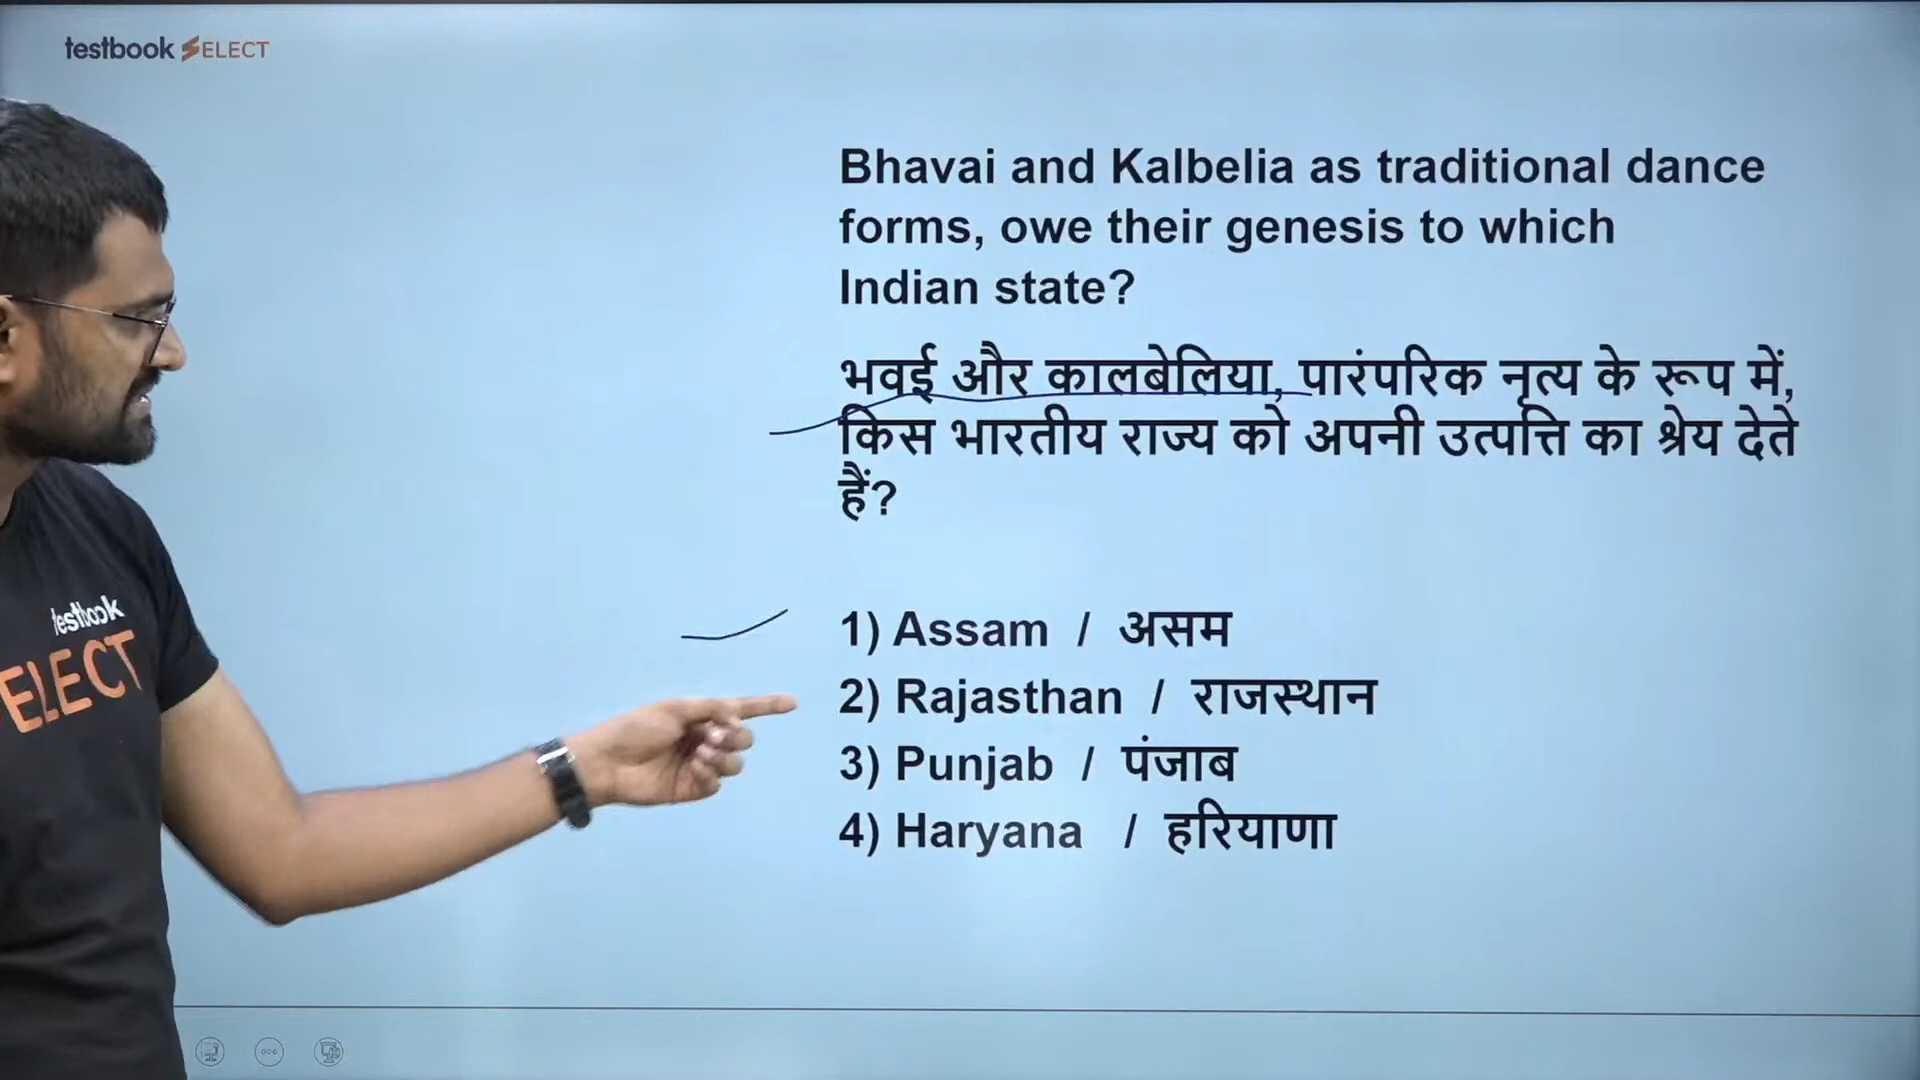 testbook SELECT
Bhavai and Kalbelia as traditional dance
forms, owe their genesis to which
Indian state?
भवई और कालबेलिया, पारंपरिक नृत्य के रूप में,
किस भारतीय राज्य को अपनी उत्पत्ति का श्रेय देते
हैं?
1) Assam / असम
2) Rajasthan / राजस्थान
3) Punjab / पंजाब
4) Haryana / हरियाणा
testbook
ELECT